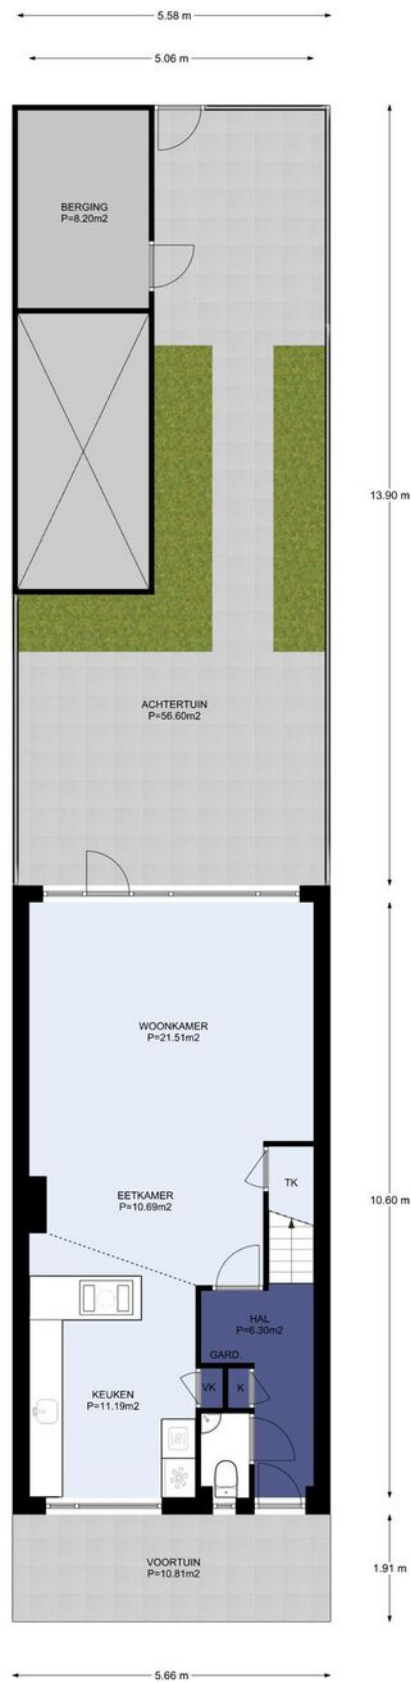 5.58 m
5.06 m
BERGING
P=8.20m2
13.90 m
ACHTERTUIN
P=56.60m2
WOONKAMER
P=21.51m2
TK
EETKAMER
P=10.69m2
10.60 m
HAL
P=6.30m2
GARD.
VK
K
KEUKEN
P=11.19m2
VOORTUIN
P=10.81m2
1.91 m
5.66 m